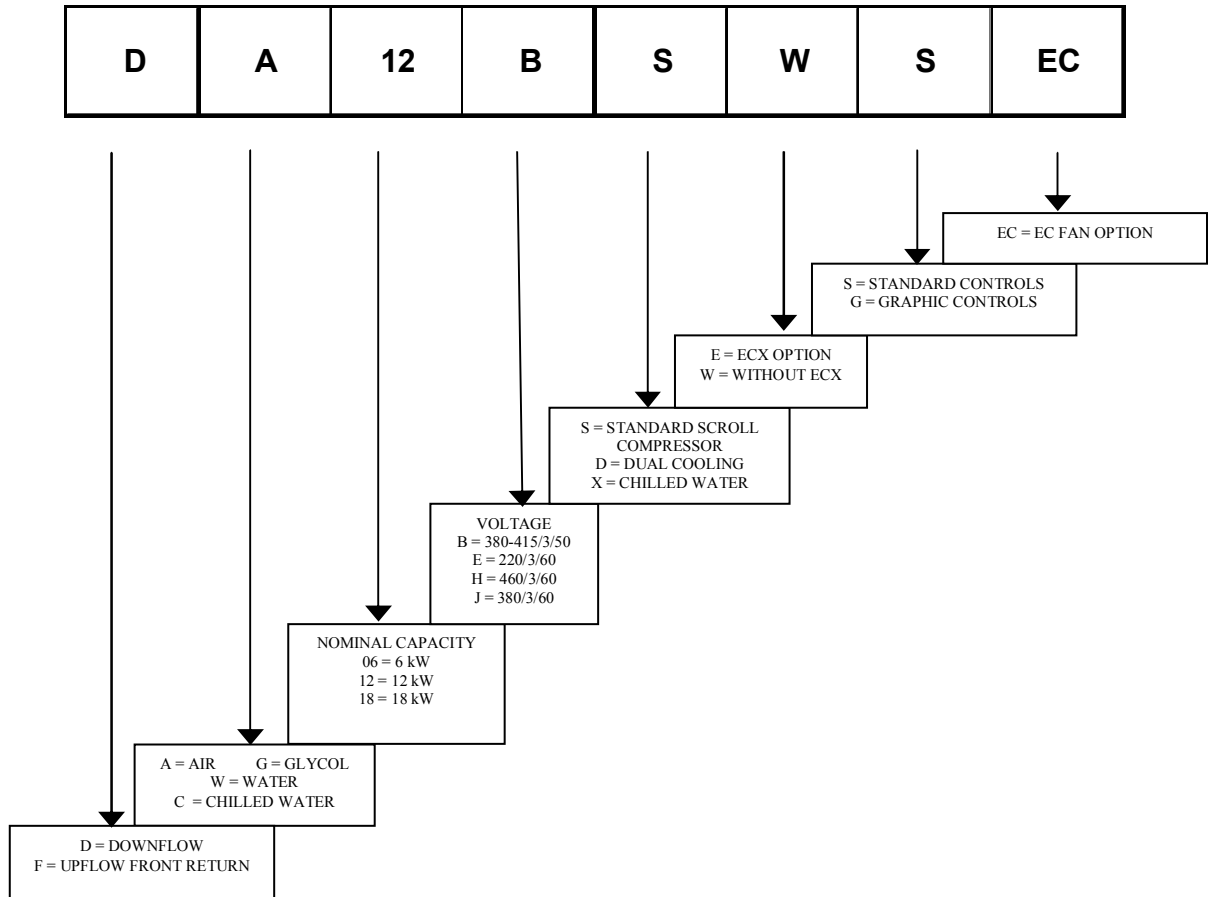 D A 12 B S W S EC
EC = EC FAN OPTION
S = STANDARD CONTROLS
G = GRAPHIC CONTROLS
E = ECX OPTION
W = WITHOUT ECX
S = STANDARD SCROLL
COMPRESSOR
D = DUAL COOLING
X = CHILLED WATER
VOLTAGE
B = 380-415/3/50
E = 220/3/60
H = 460/3/60
J = 380/3/60
NOMINAL CAPACITY
06 = 6 kW
12 = 12 kW
18 = 18 kW
A = AIR G = GLYCOL
W = WATER
C = CHILLED WATER
D = DOWNFLOW
F = UPFLOW FRONT RETURN